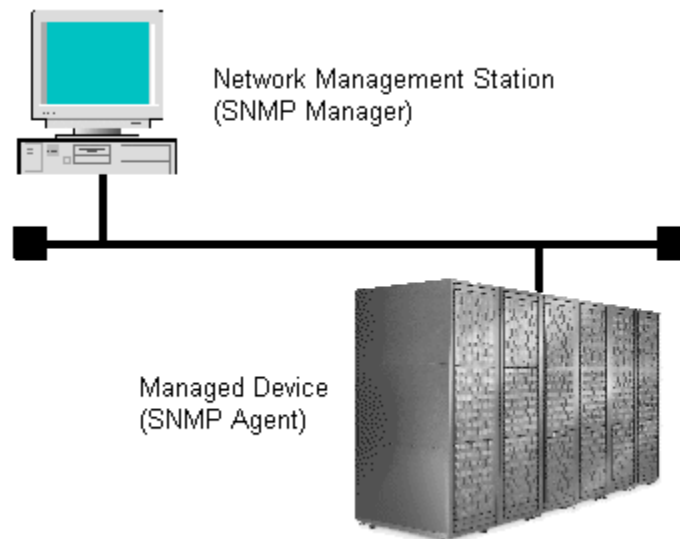 Network Management Station
(SNMP Manager)
Managed Device
(SNMP Agent)